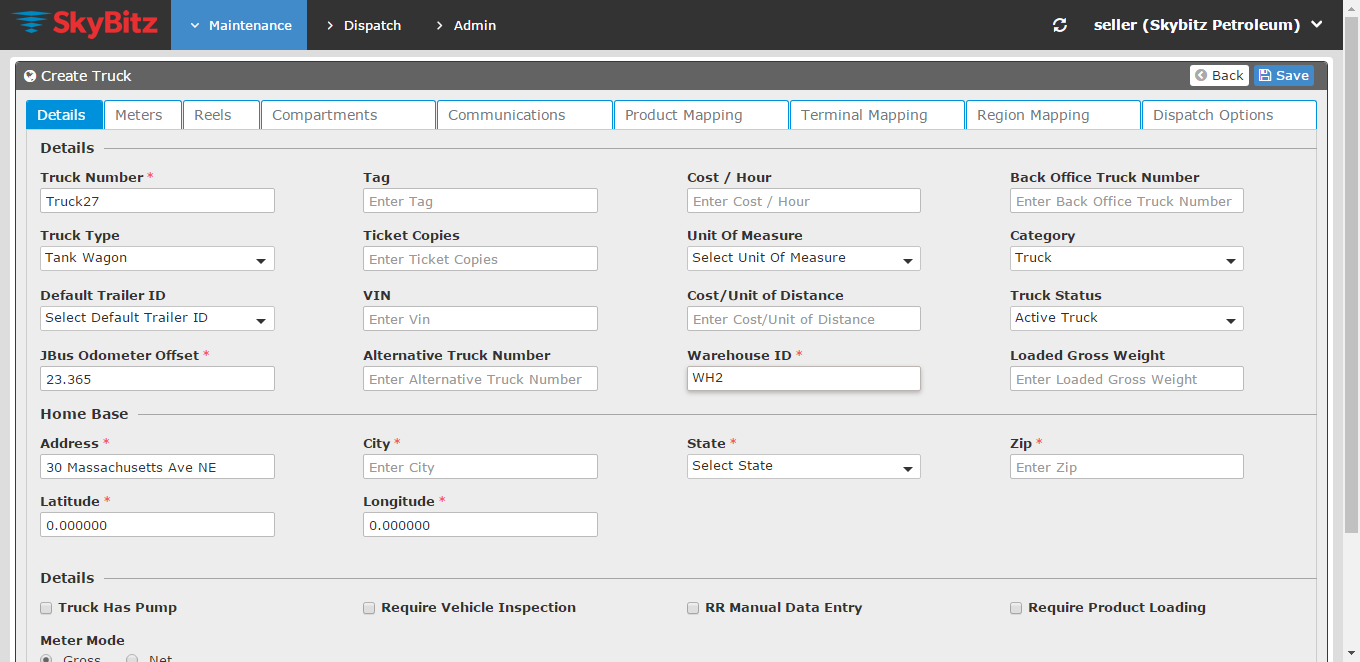 SkyBitz Maintenance Dispatch Admin seller (Skybitz Petroleum)
Create Truck Back Save
Details Meters Reels Compartments Communications Product Mapping Terminal Mapping Region Mapping Dispatch Options
Details
Truck Number * Tag Cost / Hour Back Office Truck Number
Truck27 Enter Tag Enter Cost / Hour Enter Back Office Truck Number
Truck Type Ticket Copies Unit Of Measure Category
Tank Wagon Enter Ticket Copies Select Unit Of Measure Truck
Default Trailer ID VIN Cost/Unit of Distance Truck Status
Select Default Trailer ID Enter Vin Enter Cost/Unit of Distance Active Truck
JBus Odometer Offset * Alternative Truck Number Warehouse ID * Loaded Gross Weight
23.365 Enter Alternative Truck Number WH2 Enter Loaded Gross Weight
Home Base
Address * City * State * Zip *
30 Massachusetts Ave NE Enter City Select State Enter Zip
Latitude * Longitude *
0.000000 0.000000
Details
Truck Has Pump Require Vehicle Inspection RR Manual Data Entry Require Product Loading
Meter Mode
Gross Net